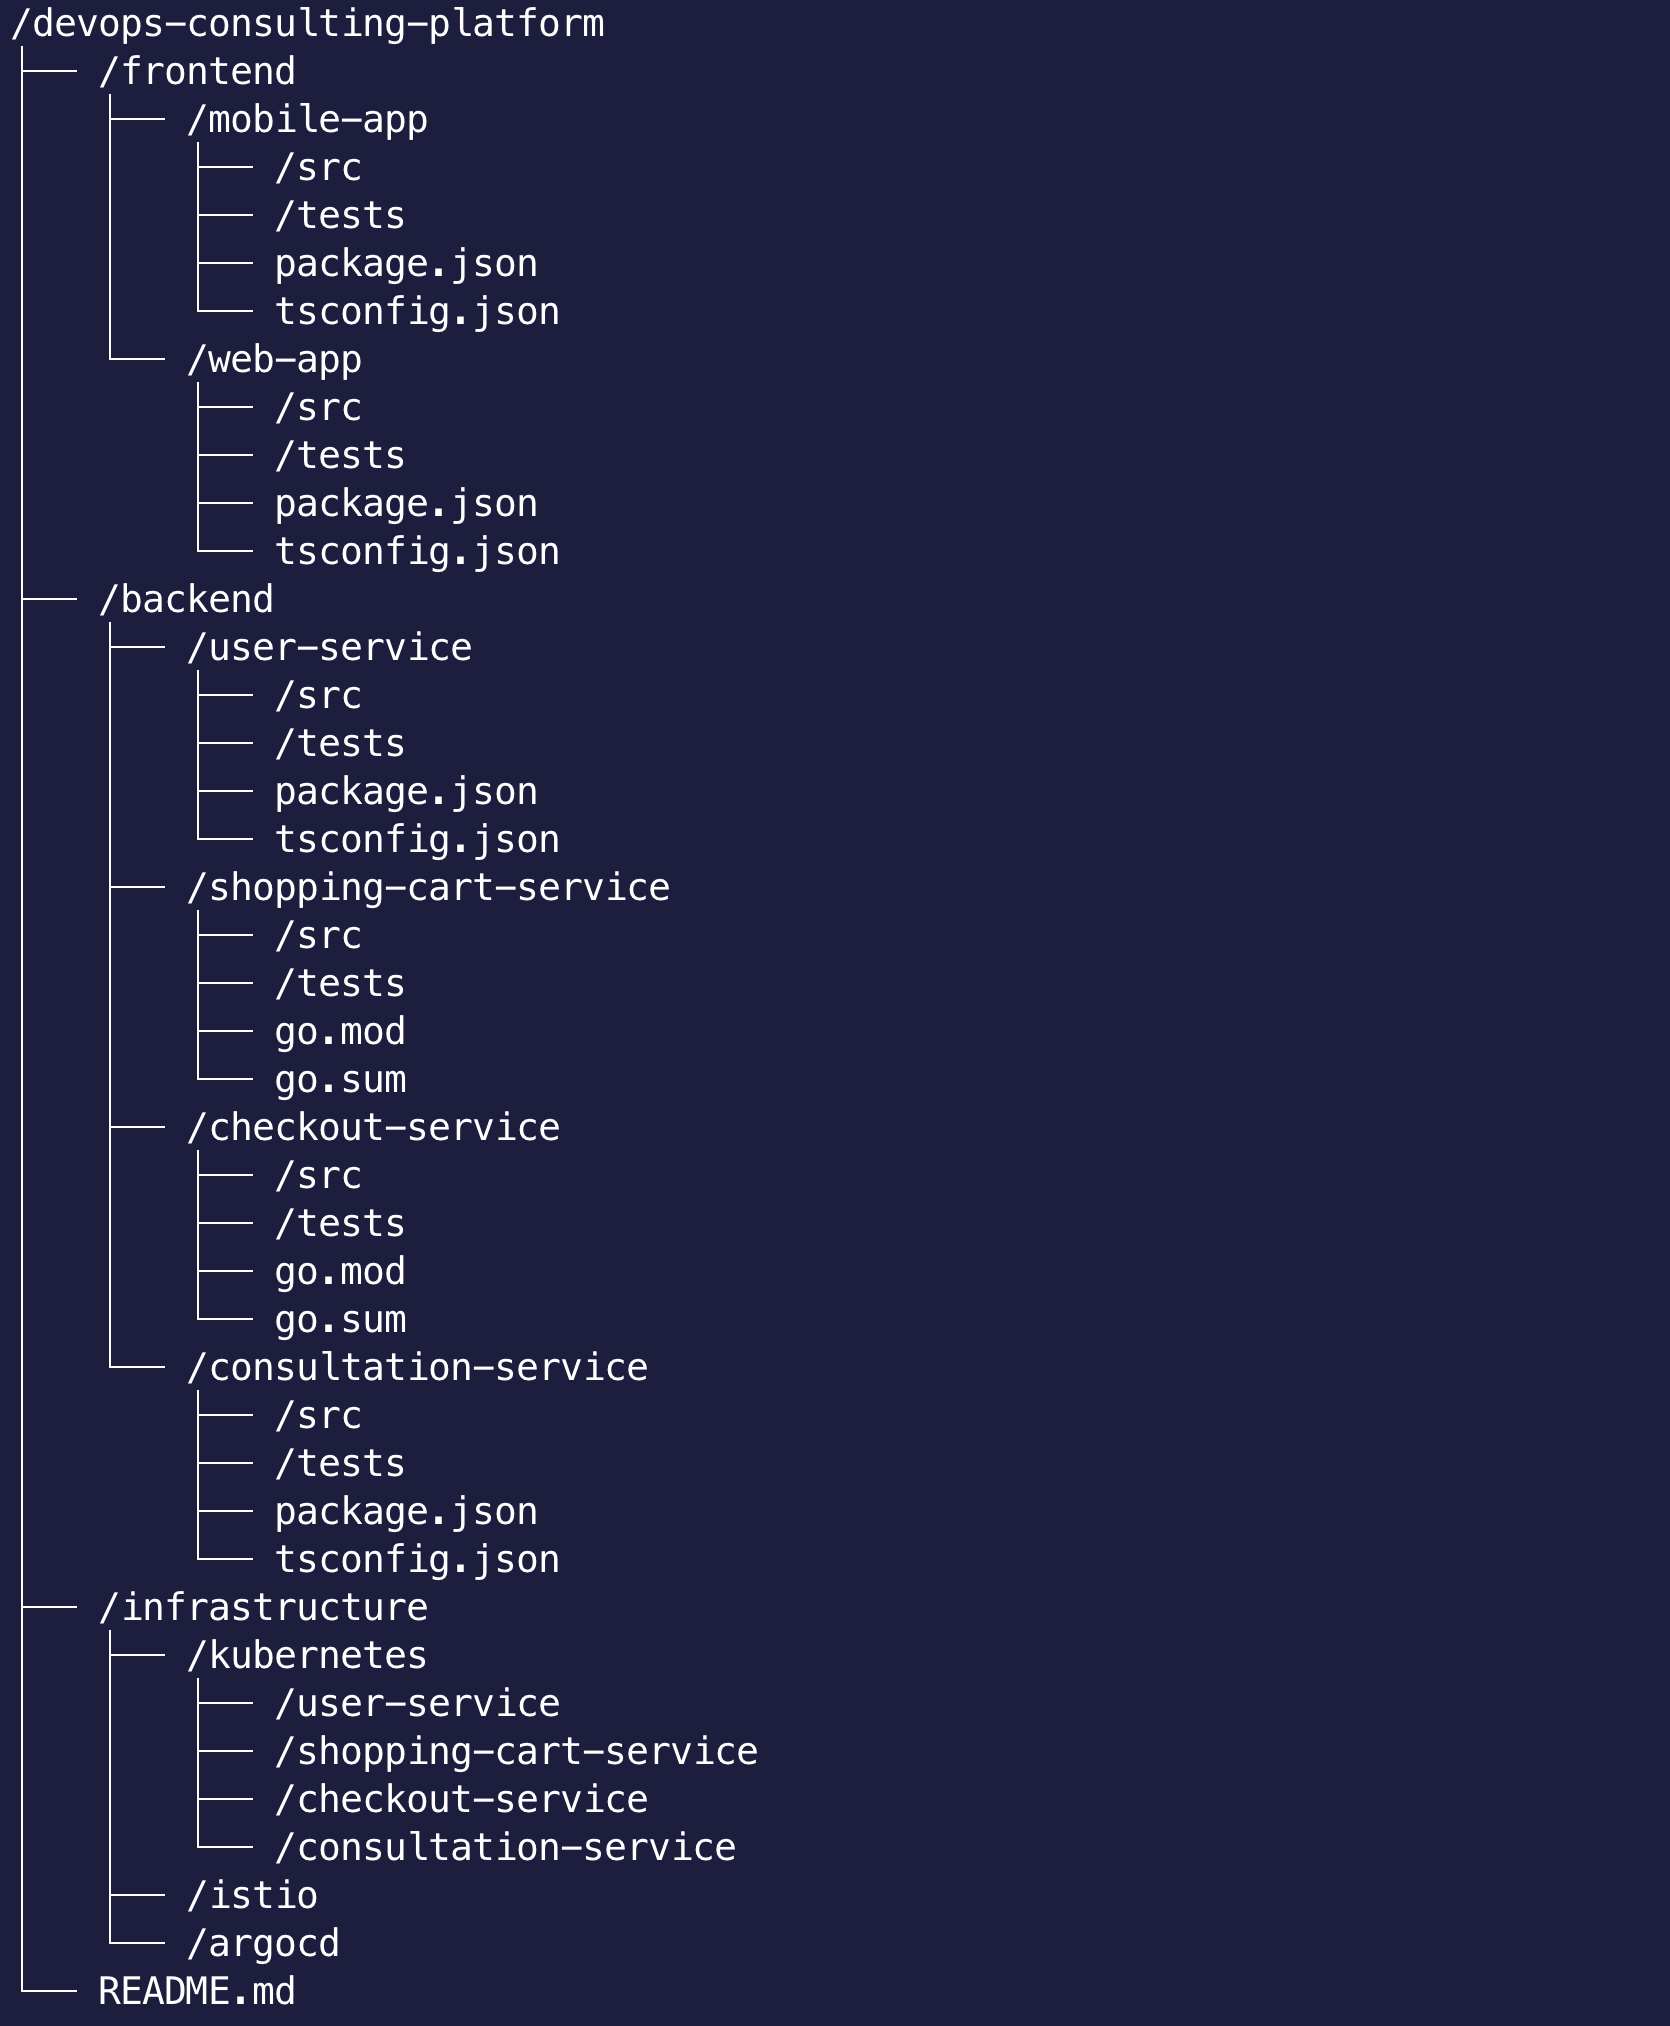 /devops-consulting-platform
├── /frontend
│   ├── /mobile-app
│   │   ├── /src
│   │   ├── /tests
│   │   ├── package.json
│   │   └── tsconfig.json
│   └── /web-app
│       ├── /src
│       ├── /tests
│       ├── package.json
│       └── tsconfig.json
├── /backend
│   ├── /user-service
│   │   ├── /src
│   │   ├── /tests
│   │   ├── package.json
│   │   └── tsconfig.json
│   ├── /shopping-cart-service
│   │   ├── /src
│   │   ├── /tests
│   │   ├── go.mod
│   │   └── go.sum
│   ├── /checkout-service
│   │   ├── /src
│   │   ├── /tests
│   │   ├── go.mod
│   │   └── go.sum
│   └── /consultation-service
│       ├── /src
│       ├── /tests
│       ├── package.json
│       └── tsconfig.json
├── /infrastructure
│   ├── /kubernetes
│   │   ├── /user-service
│   │   ├── /shopping-cart-service
│   │   ├── /checkout-service
│   │   └── /consultation-service
│   ├── /istio
│   └── /argocd
└── README.md